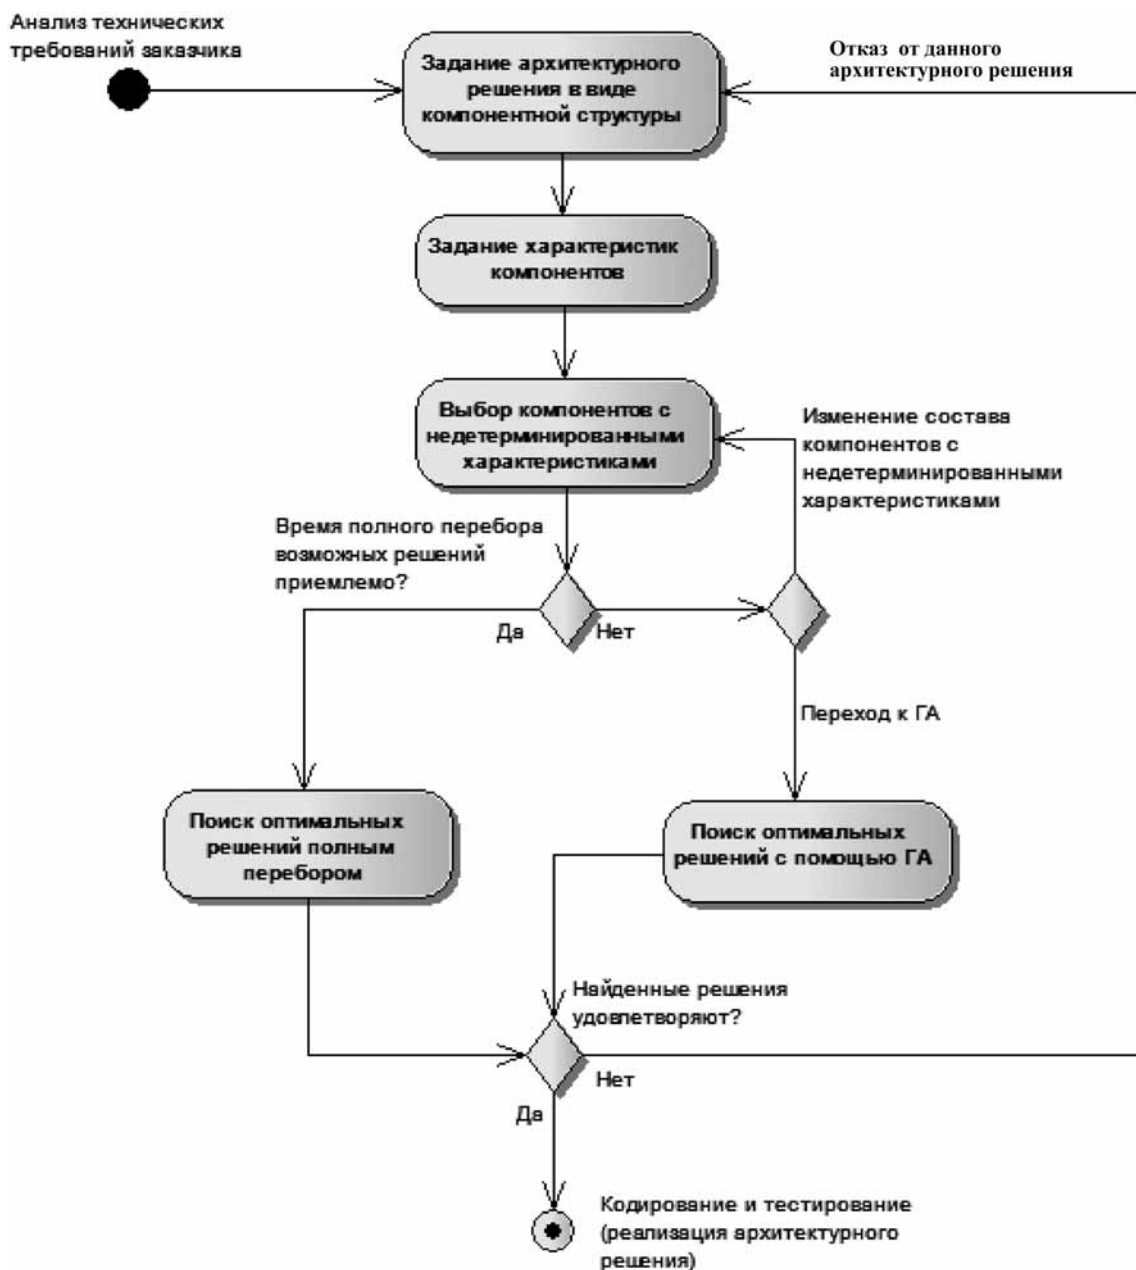 Анализ технических
требований заказчика
Отказ от данного
архитектурного решения
Задание архитектурного
решения в виде
компонентной структуры
Задание характеристик
компонентов
Выбор компонентов с
недетерминированными
характеристиками
Изменение состава
компонентов с
недетерминированными
характеристиками
Время полного перебора
возможных решений
приемлемо?
Да
Нет
Переход к ГА
Поиск оптимальных
решений полным
перебором
Поиск оптимальных
решений с помощью ГА
Найденные решения
удовлетворяют?
Нет
Да
Кодирование и тестирование
(реализация архитектурного
решения)